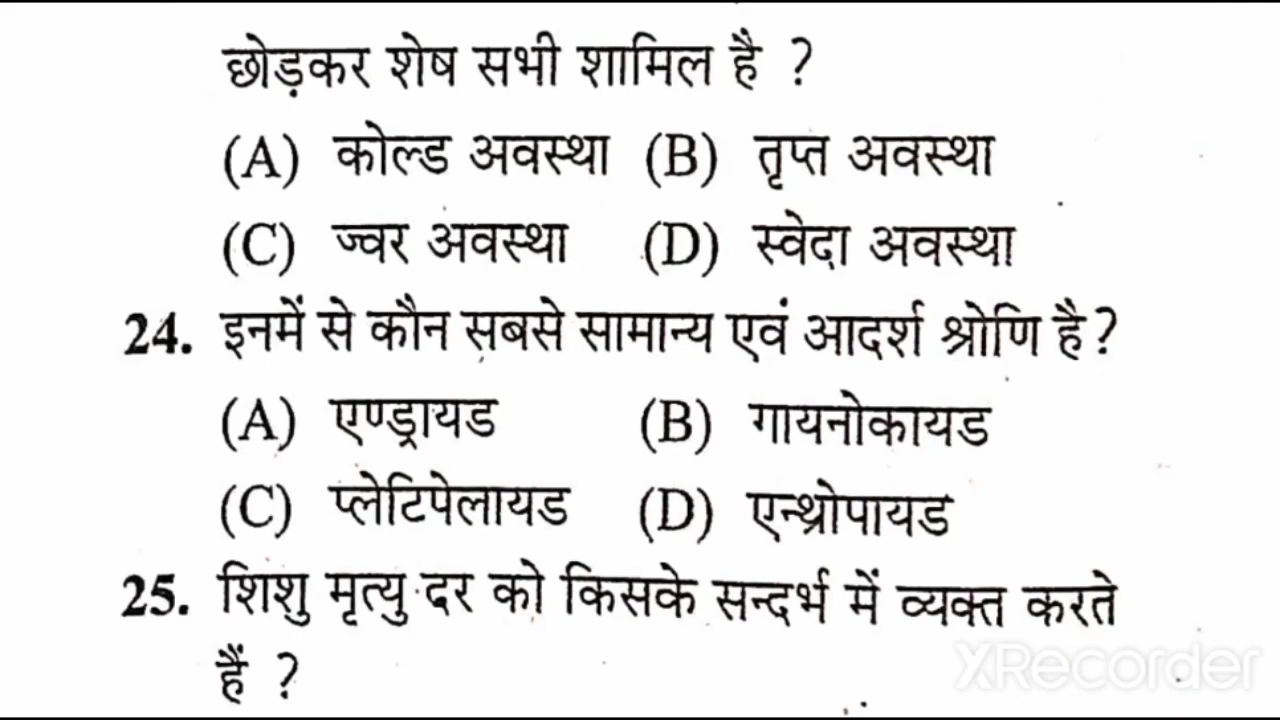 छोड़कर शेष सभी शामिल है ?
(A) कोल्ड अवस्था (B) तृप्त अवस्था
(C) ज्वर अवस्था (D) स्वेदा अवस्था
24. इनमें से कौन सबसे सामान्य एवं आदर्श श्रोणि है?
(A) एण्ड्रायड (B) गायनोकायड
(C) प्लेटिपेलायड (D) एन्थ्रोपायड
25. शिशु मृत्यु दर को किसके सन्दर्भ में व्यक्त करते
हैं ?
XRecorder